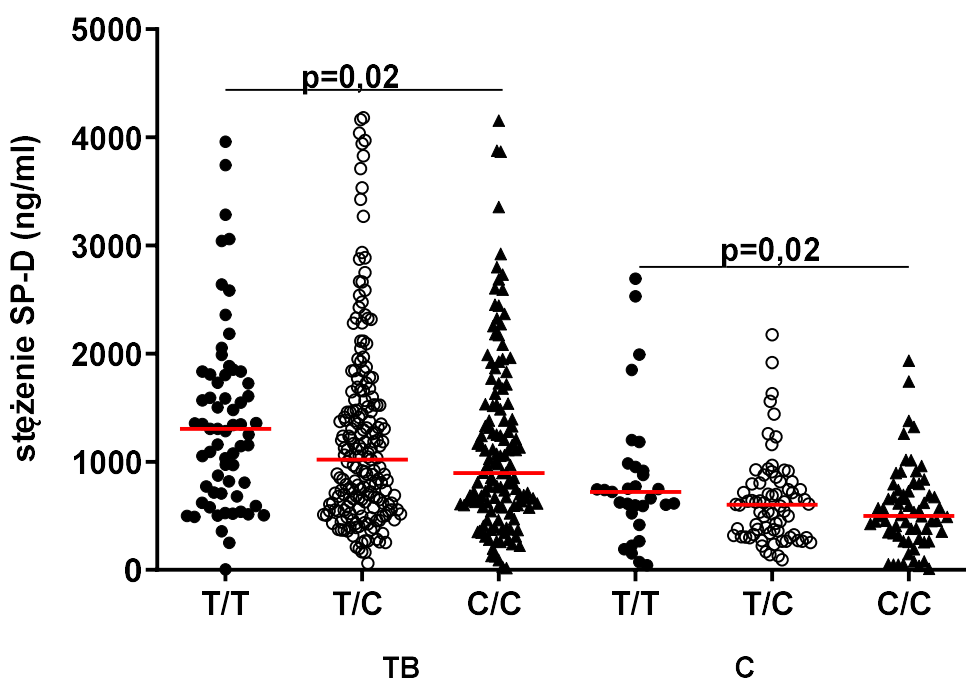 stężenie SP-D (ng/ml)
5000
4000
3000
2000
1000
0
p=0,02
p=0,02
T/T T/C C/C T/T T/C C/C
TB C